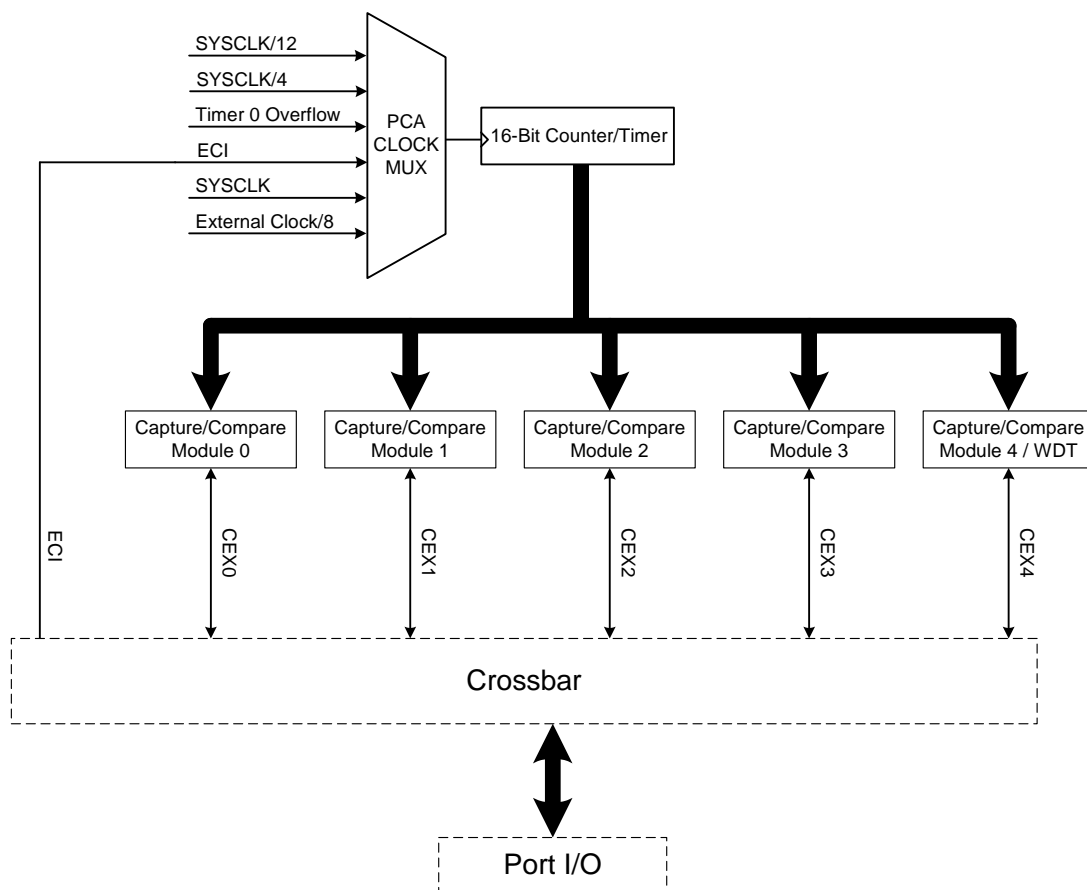 SYSCLK/12
SYSCLK/4
Timer 0 Overflow
ECI
SYSCLK
External Clock/8
PCA
CLOCK
MUX
16-Bit Counter/Timer
Capture/Compare
Module 0
Capture/Compare
Module 1
Capture/Compare
Module 2
Capture/Compare
Module 3
Capture/Compare
Module 4 / WDT
ECI
CEX0
CEX1
CEX2
CEX3
CEX4
Crossbar
Port I/O